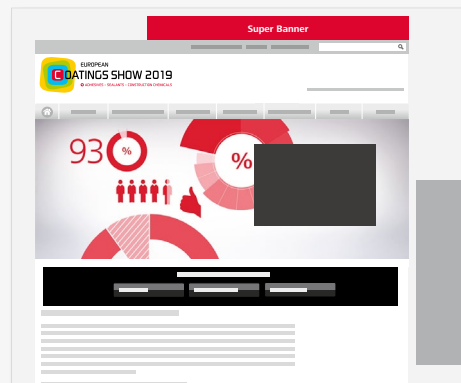 Super Banner
EUROPEAN
COATINGS SHOW 2019
ADHESIVES • SEALANTS • CONSTRUCTION CHEMICALS
93 %
%